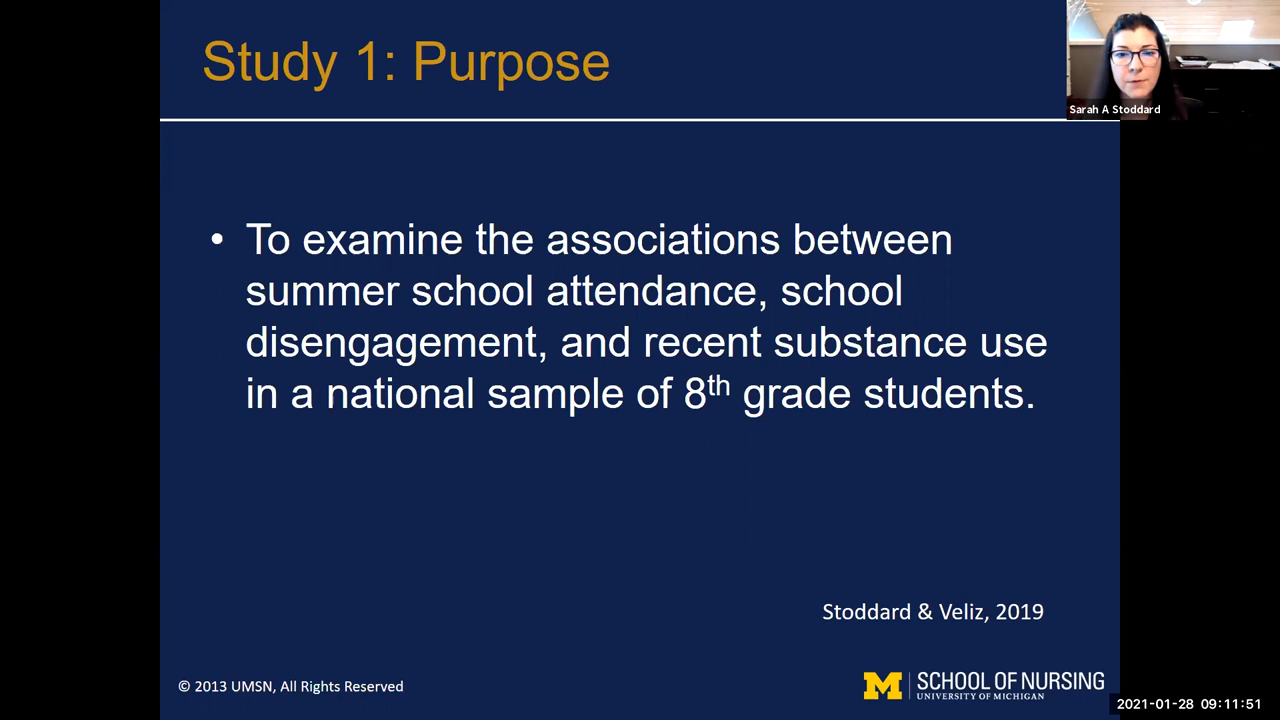 Study 1: Purpose
Sarah A Stoddard
• To examine the associations between
summer school attendance, school
disengagement, and recent substance use
in a national sample of 8th grade students.
Stoddard & Veliz, 2019
© 2013 UMSN, All Rights Reserved
M SCHOOL OF NURSING
UNIVERSITY OF MICHIGAN
2021-01-28 09:11:51